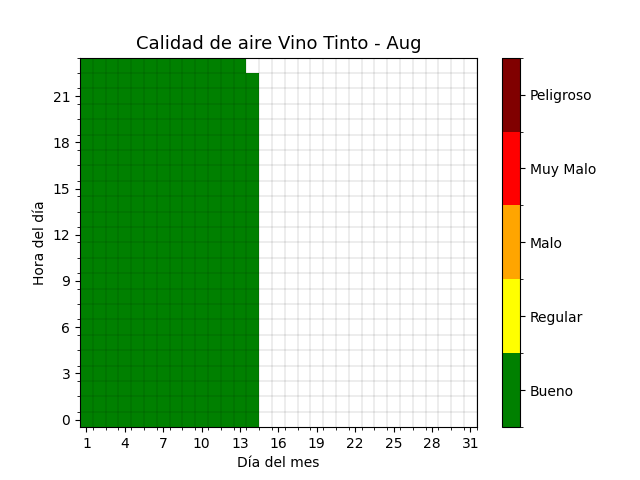 Calidad de aire Vino Tinto - Aug
Hora del día
21
18
15
12
9
6
3
0
1 4 7 10 13 16 19 22 25 28 31
Día del mes
Peligroso
Muy Malo
Malo
Regular
Bueno